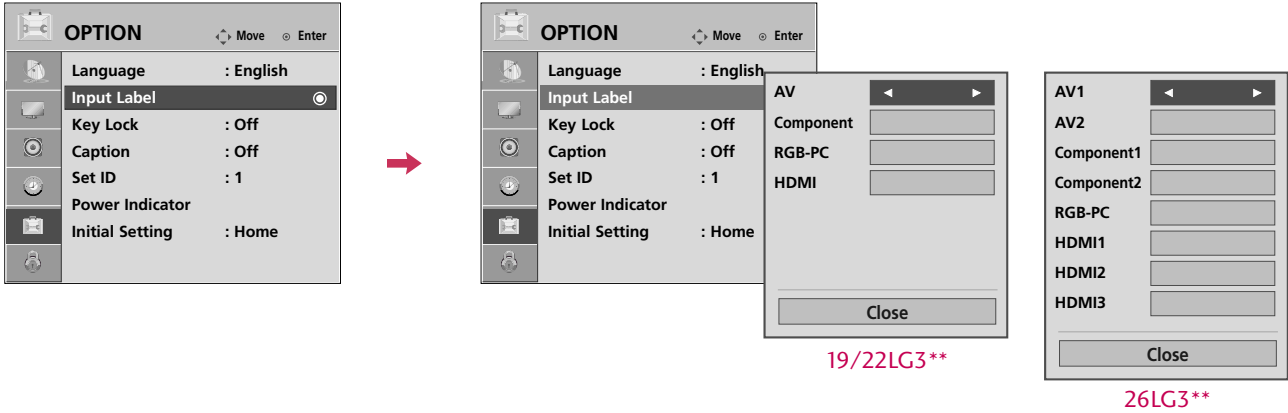 OPTION Move Enter
Language : English
Input Label
Key Lock : Off
Caption : Off
Set ID : 1
Power Indicator
Initial Setting : Home
OPTION Move Enter
Language : English
Input Label
Key Lock : Off
Caption : Off
Set ID : 1
Power Indicator
Initial Setting : Home
AV
Component
RGB-PC
HDMI
Close
19/22LG3**
AV1
AV2
Component1
Component2
RGB-PC
HDMI1
HDMI2
HDMI3
Close
26LG3**